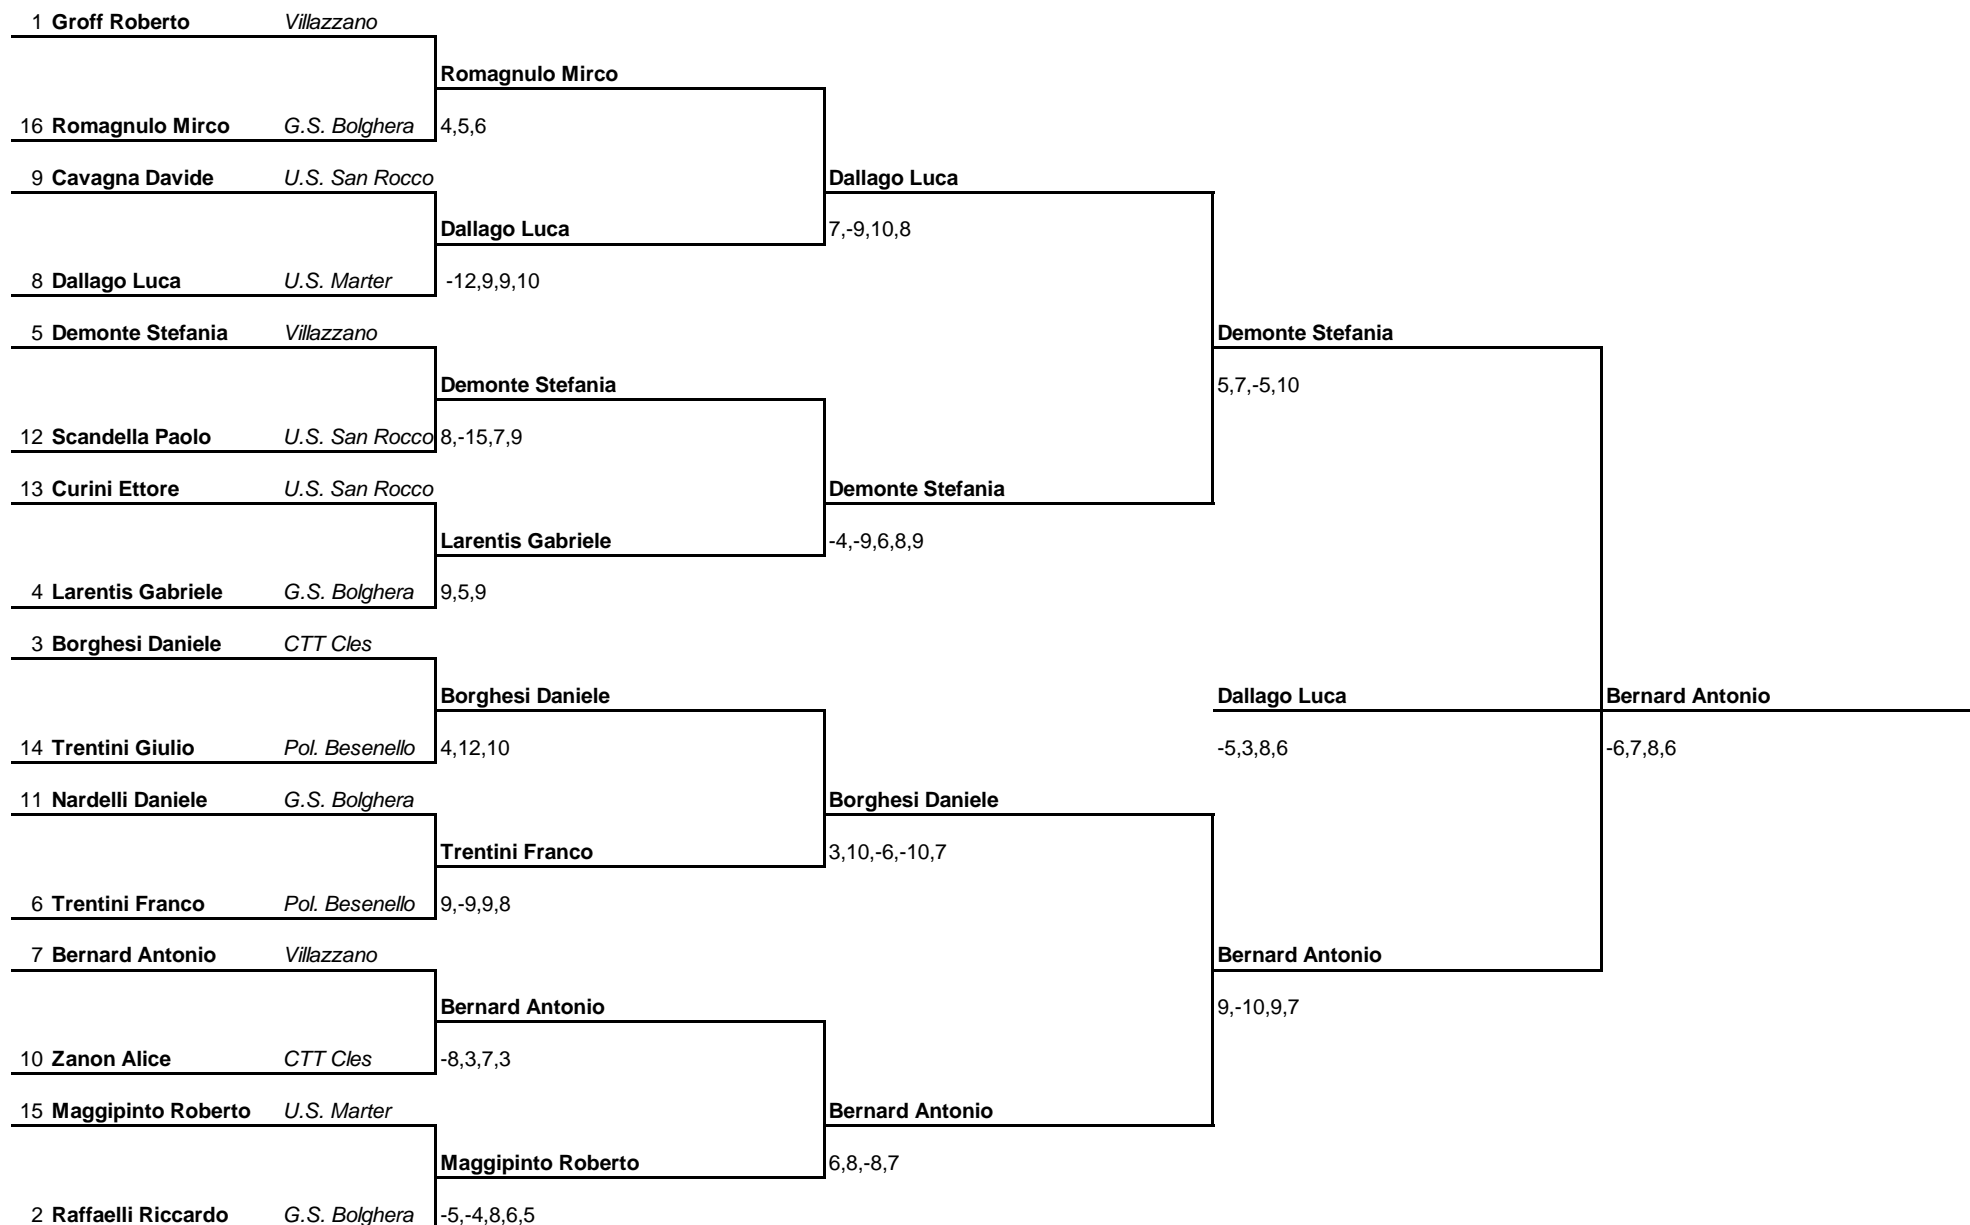 1 Groff Roberto Villazzano
Romagnulo Mirco
16 Romagnulo Mirco G.S. Bolghera 4,5,6
9 Cavagna Davide U.S. San Rocco Dallago Luca
Dallago Luca 7,-9,10,8
8 Dallago Luca U.S. Marter -12,9,9,10
5 Demonte Stefania Villazzano Demonte Stefania
Demonte Stefania 5,7,-5,10
12 Scandella Paolo U.S. San Rocco 8,-15,7,9
13 Curini Ettore U.S. San Rocco Demonte Stefania
Larentis Gabriele -4,-9,6,8,9
4 Larentis Gabriele G.S. Bolghera 9,5,9
3 Borghesi Daniele CTT Cles
Borghesi Daniele Dallago Luca Bernard Antonio
14 Trentini Giulio Pol. Besenello 4,12,10 -5,3,8,6 -6,7,8,6
11 Nardelli Daniele G.S. Bolghera Borghesi Daniele
Trentini Franco 3,10,-6,-10,7
6 Trentini Franco Pol. Besenello 9,-9,9,8
7 Bernard Antonio Villazzano Bernard Antonio
Bernard Antonio 9,-10,9,7
10 Zanon Alice CTT Cles -8,3,7,3
15 Maggipinto Roberto U.S. Marter Bernard Antonio
Maggipinto Roberto 6,8,-8,7
2 Raffaelli Riccardo G.S. Bolghera -5,-4,8,6,5